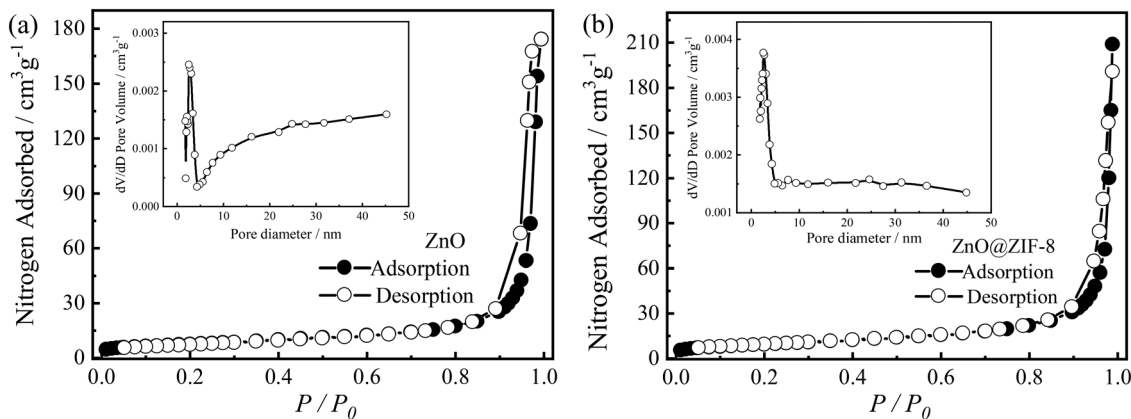 (a)
180
150
120
90
60
30
0
Nitrogen Adsorbed / cm³g⁻¹
0.0 0.2 0.4 0.6 0.8 1.0
P / P₀
0.003
0.002
0.001
0.000
dV/dD Pore Volume / cm³g⁻¹
0 10 20 30 40 50
Pore diameter / nm
ZnO
Adsorption
Desorption
(b)
210
180
150
120
90
60
30
0
Nitrogen Adsorbed / cm³g⁻¹
0.0 0.2 0.4 0.6 0.8 1.0
P / P₀
0.004
0.003
0.002
0.001
dV/dD Pore Volume / cm³g⁻¹
0 10 20 30 40 50
Pore diameter / nm
ZnO@ZIF-8
Adsorption
Desorption